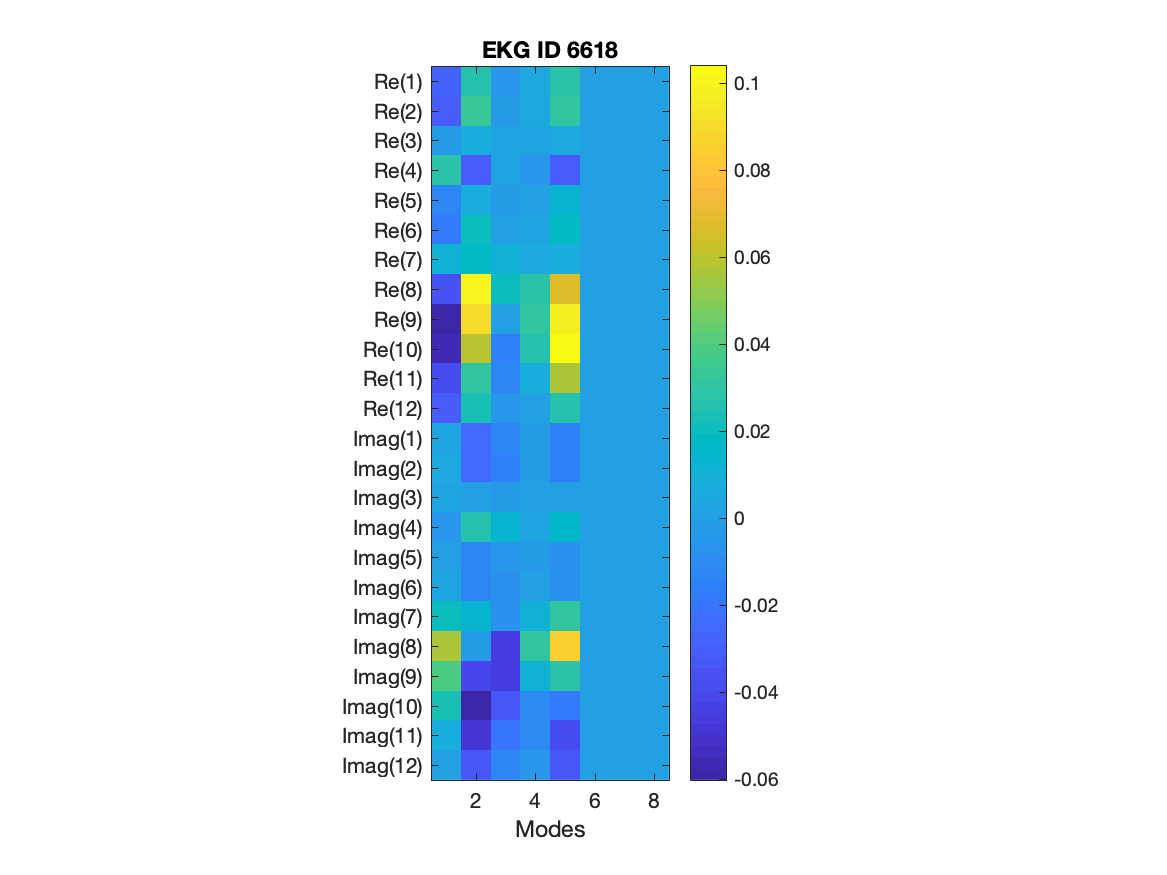 EKG ID 6618
Re(1)
Re(2)
Re(3)
Re(4)
Re(5)
Re(6)
Re(7)
Re(8)
Re(9)
Re(10)
Re(11)
Re(12)
Imag(1)
Imag(2)
Imag(3)
Imag(4)
Imag(5)
Imag(6)
Imag(7)
Imag(8)
Imag(9)
Imag(10)
Imag(11)
Imag(12)
2 4 6 8
Modes
0.1
0.08
0.06
0.04
0.02
0
-0.02
-0.04
-0.06